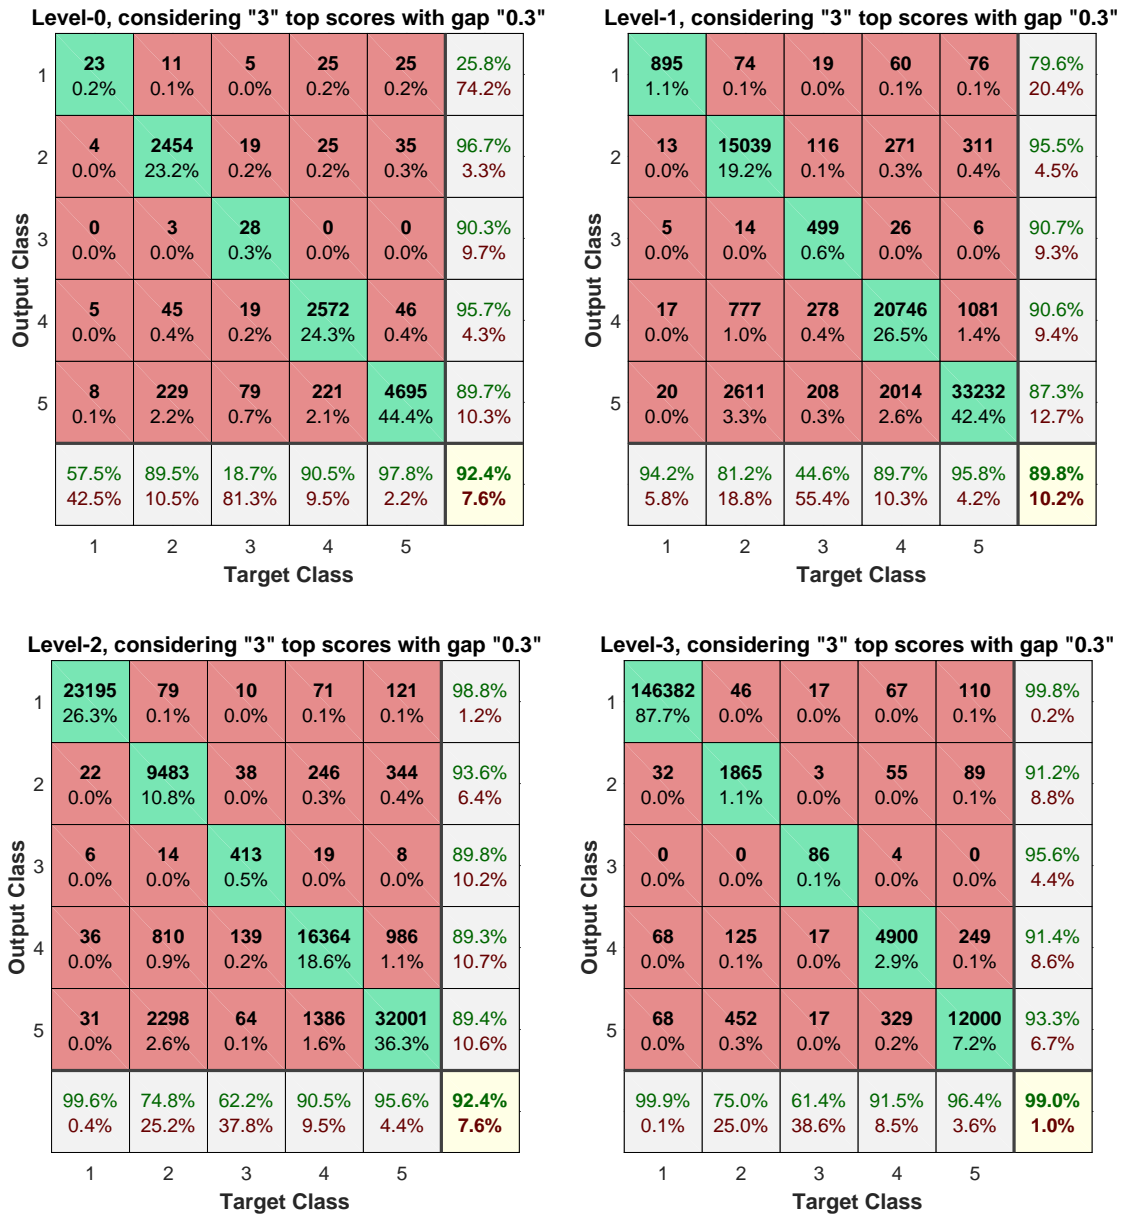 Level-0, considering "3" top scores with gap "0.3"
23 11 5 25 25 25.8%
1
0.2% 0.1% 0.0% 0.2% 0.2% 74.2%
4 2454 19 25 35 96.7%
2
0.0% 23.2% 0.2% 0.2% 0.3% 3.3%
0 3 28 0 0 90.3%
3
0.0% 0.0% 0.3% 0.0% 0.0% 9.7%
5 45 19 2572 46 95.7%
4
0.0% 0.4% 0.2% 24.3% 0.4% 4.3%
8 229 79 221 4695 89.7%
5
0.1% 2.2% 0.7% 2.1% 44.4% 10.3%
57.5% 89.5% 18.7% 90.5% 97.8% 92.4%
42.5% 10.5% 81.3% 9.5% 2.2% 7.6%
1 2 3 4 5
Target Class
Output Class
Level-1, considering "3" top scores with gap "0.3"
895 74 19 60 76 79.6%
1
1.1% 0.1% 0.0% 0.1% 0.1% 20.4%
13 15039 116 271 311 95.5%
2
0.0% 19.2% 0.1% 0.3% 0.4% 4.5%
5 14 499 26 6 90.7%
3
0.0% 0.0% 0.6% 0.0% 0.0% 9.3%
17 777 278 20746 1081 90.6%
4
0.0% 1.0% 0.4% 26.5% 1.4% 9.4%
20 2611 208 2014 33232 87.3%
5
0.0% 3.3% 0.3% 2.6% 42.4% 12.7%
94.2% 81.2% 44.6% 89.7% 95.8% 89.8%
5.8% 18.8% 55.4% 10.3% 4.2% 10.2%
1 2 3 4 5
Target Class
Output Class
Level-2, considering "3" top scores with gap "0.3"
23195 79 10 71 121 98.8%
1
26.3% 0.1% 0.0% 0.1% 0.1% 1.2%
22 9483 38 246 344 93.6%
2
0.0% 10.8% 0.0% 0.3% 0.4% 6.4%
6 14 413 19 8 89.8%
3
0.0% 0.0% 0.5% 0.0% 0.0% 10.2%
36 810 139 16364 986 89.3%
4
0.0% 0.9% 0.2% 18.6% 1.1% 10.7%
31 2298 64 1386 32001 89.4%
5
0.0% 2.6% 0.1% 1.6% 36.3% 10.6%
99.6% 74.8% 62.2% 90.5% 95.6% 92.4%
0.4% 25.2% 37.8% 9.5% 4.4% 7.6%
1 2 3 4 5
Target Class
Output Class
Level-3, considering "3" top scores with gap "0.3"
146382 46 17 67 110 99.8%
1
87.7% 0.0% 0.0% 0.0% 0.1% 0.2%
32 1865 3 55 89 91.2%
2
0.0% 1.1% 0.0% 0.0% 0.1% 8.8%
0 0 86 4 0 95.6%
3
0.0% 0.0% 0.1% 0.0% 0.0% 4.4%
68 125 17 4900 249 91.4%
4
0.0% 0.1% 0.0% 2.9% 0.1% 8.6%
68 452 17 329 12000 93.3%
5
0.0% 0.3% 0.0% 0.2% 7.2% 6.7%
99.9% 75.0% 61.4% 91.5% 96.4% 99.0%
0.1% 25.0% 38.6% 8.5% 3.6% 1.0%
1 2 3 4 5
Target Class
Output Class